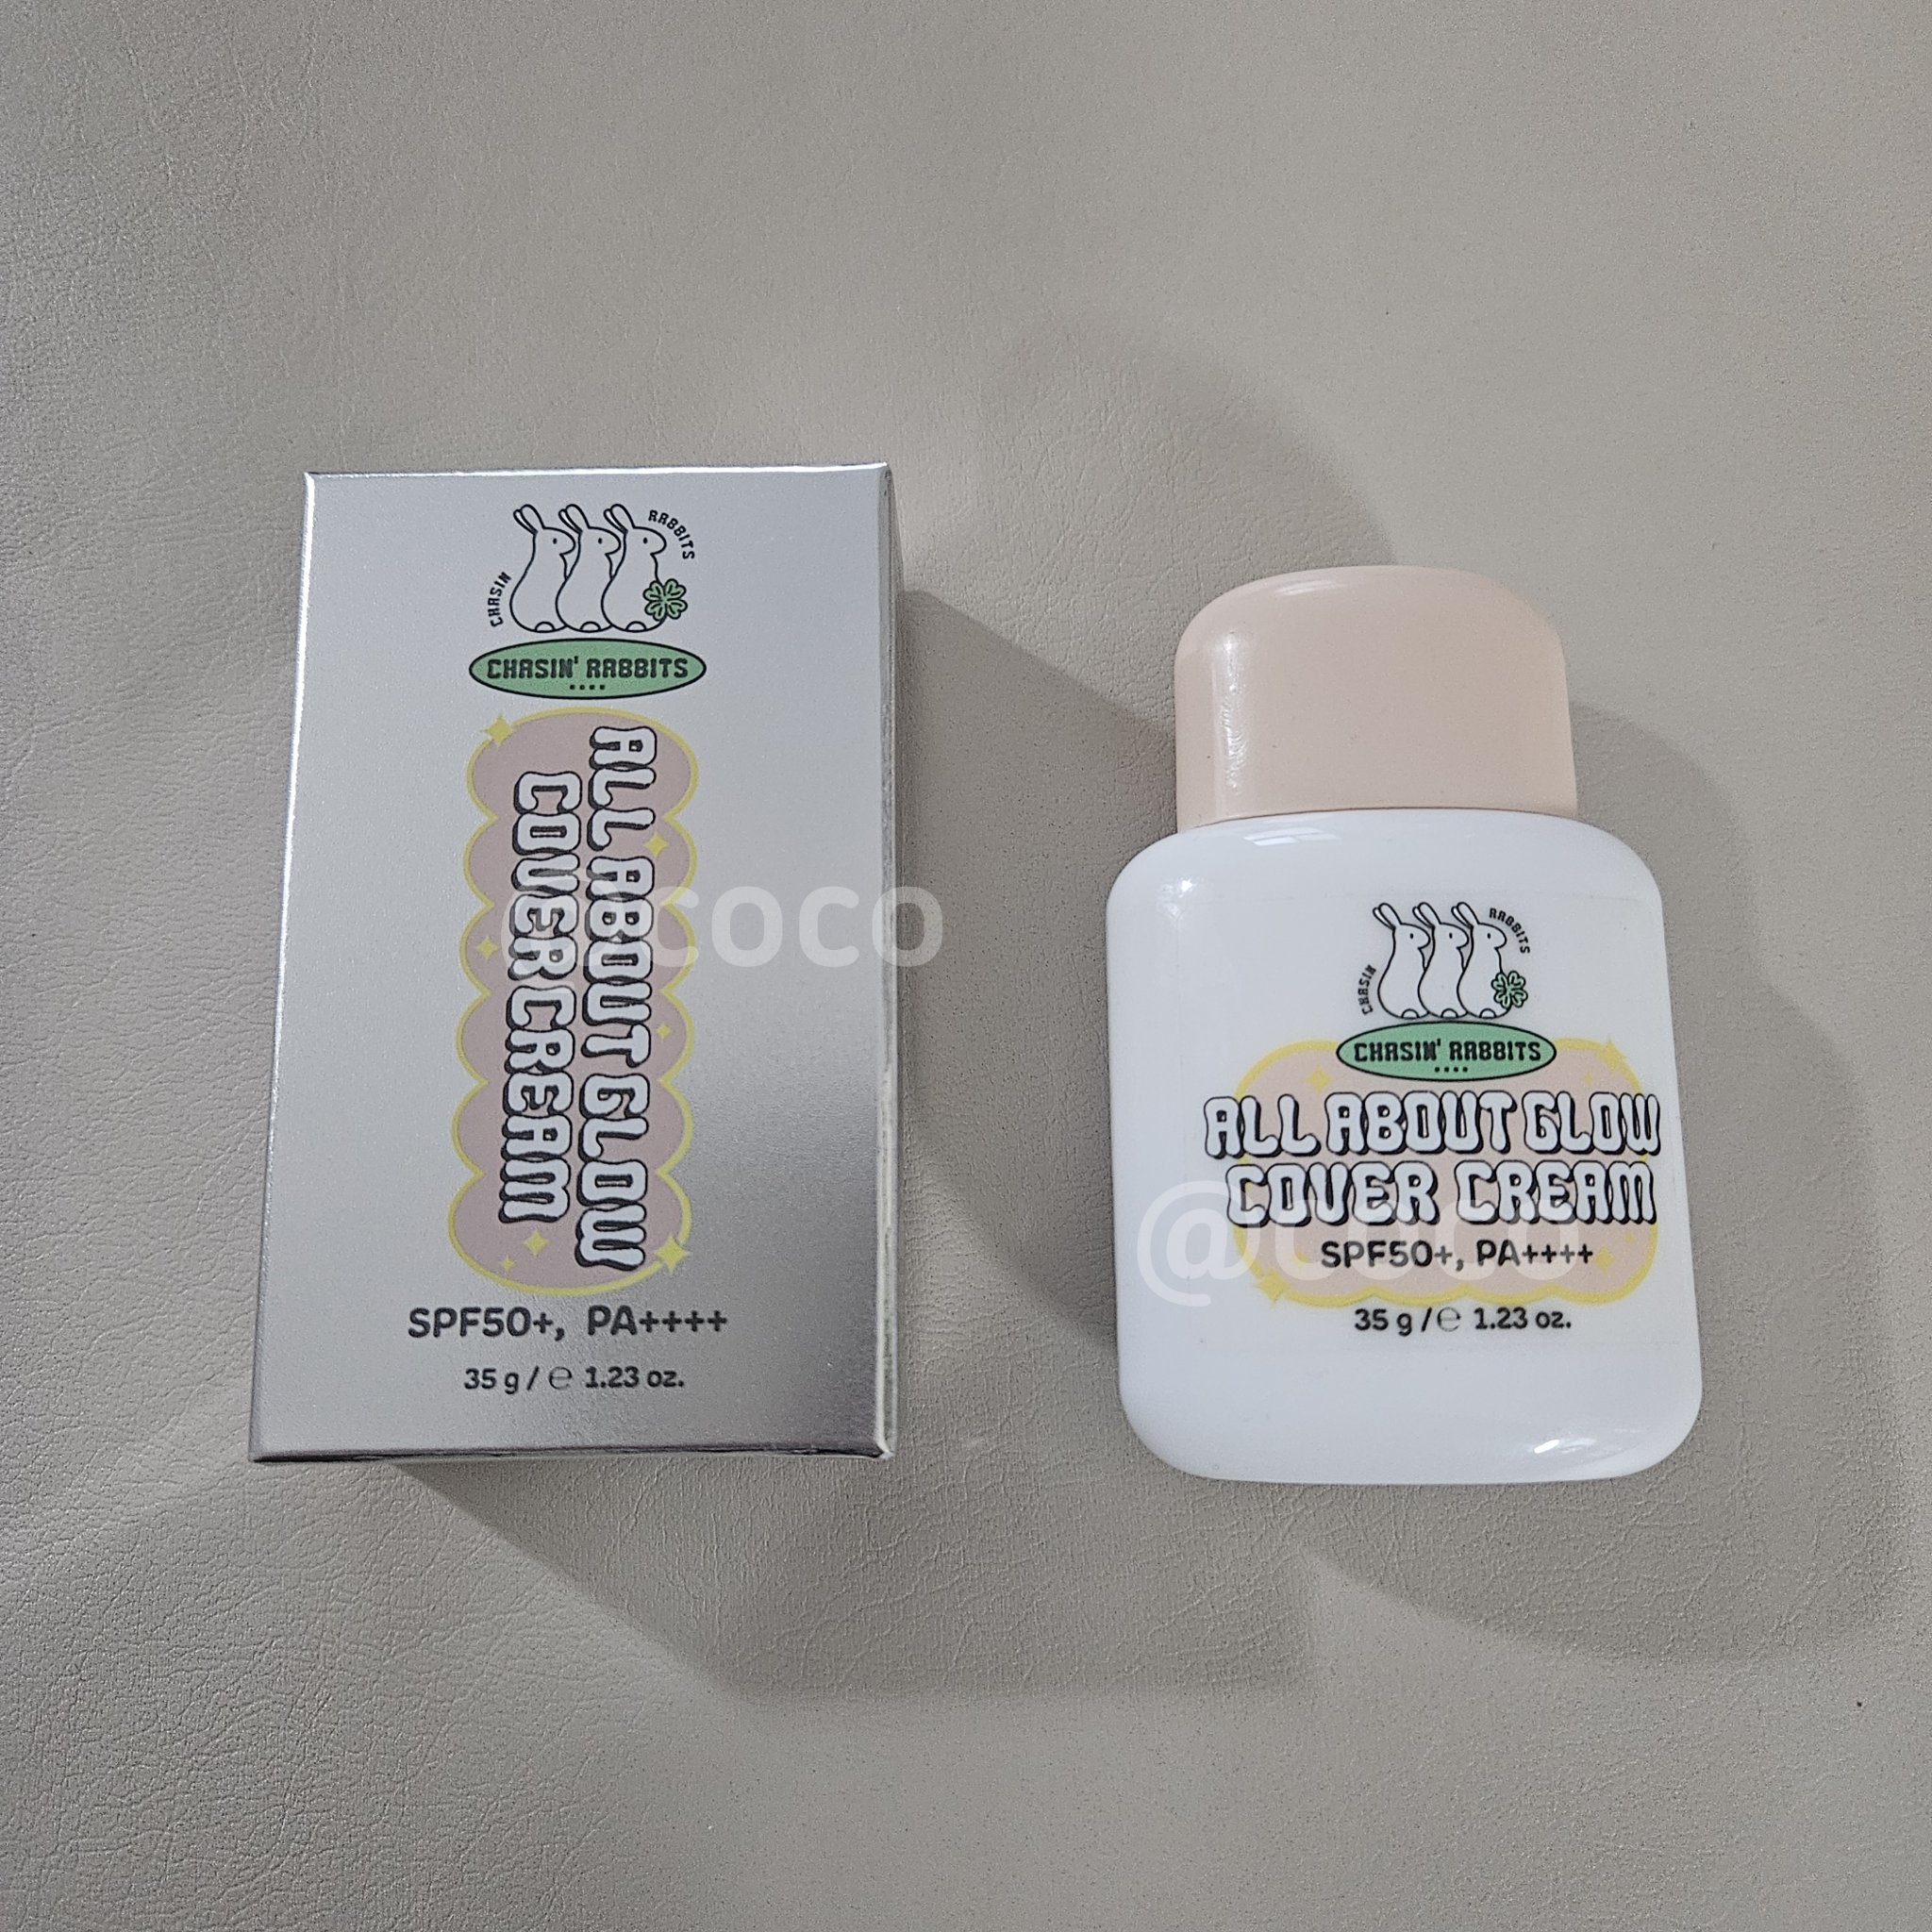 CHASIN RABBITS
CHASIN' RABBITS
ALL ABOUT GLOW
COVER CREAM
SPF50+, PA++++
35 g / ℮ 1.23 oz.
@coco
CHASIN RABBITS
CHASIN' RABBITS
ALL ABOUT GLOW
COVER CREAM
SPF50+, PA++++
35 g / ℮ 1.23 oz.
@coco